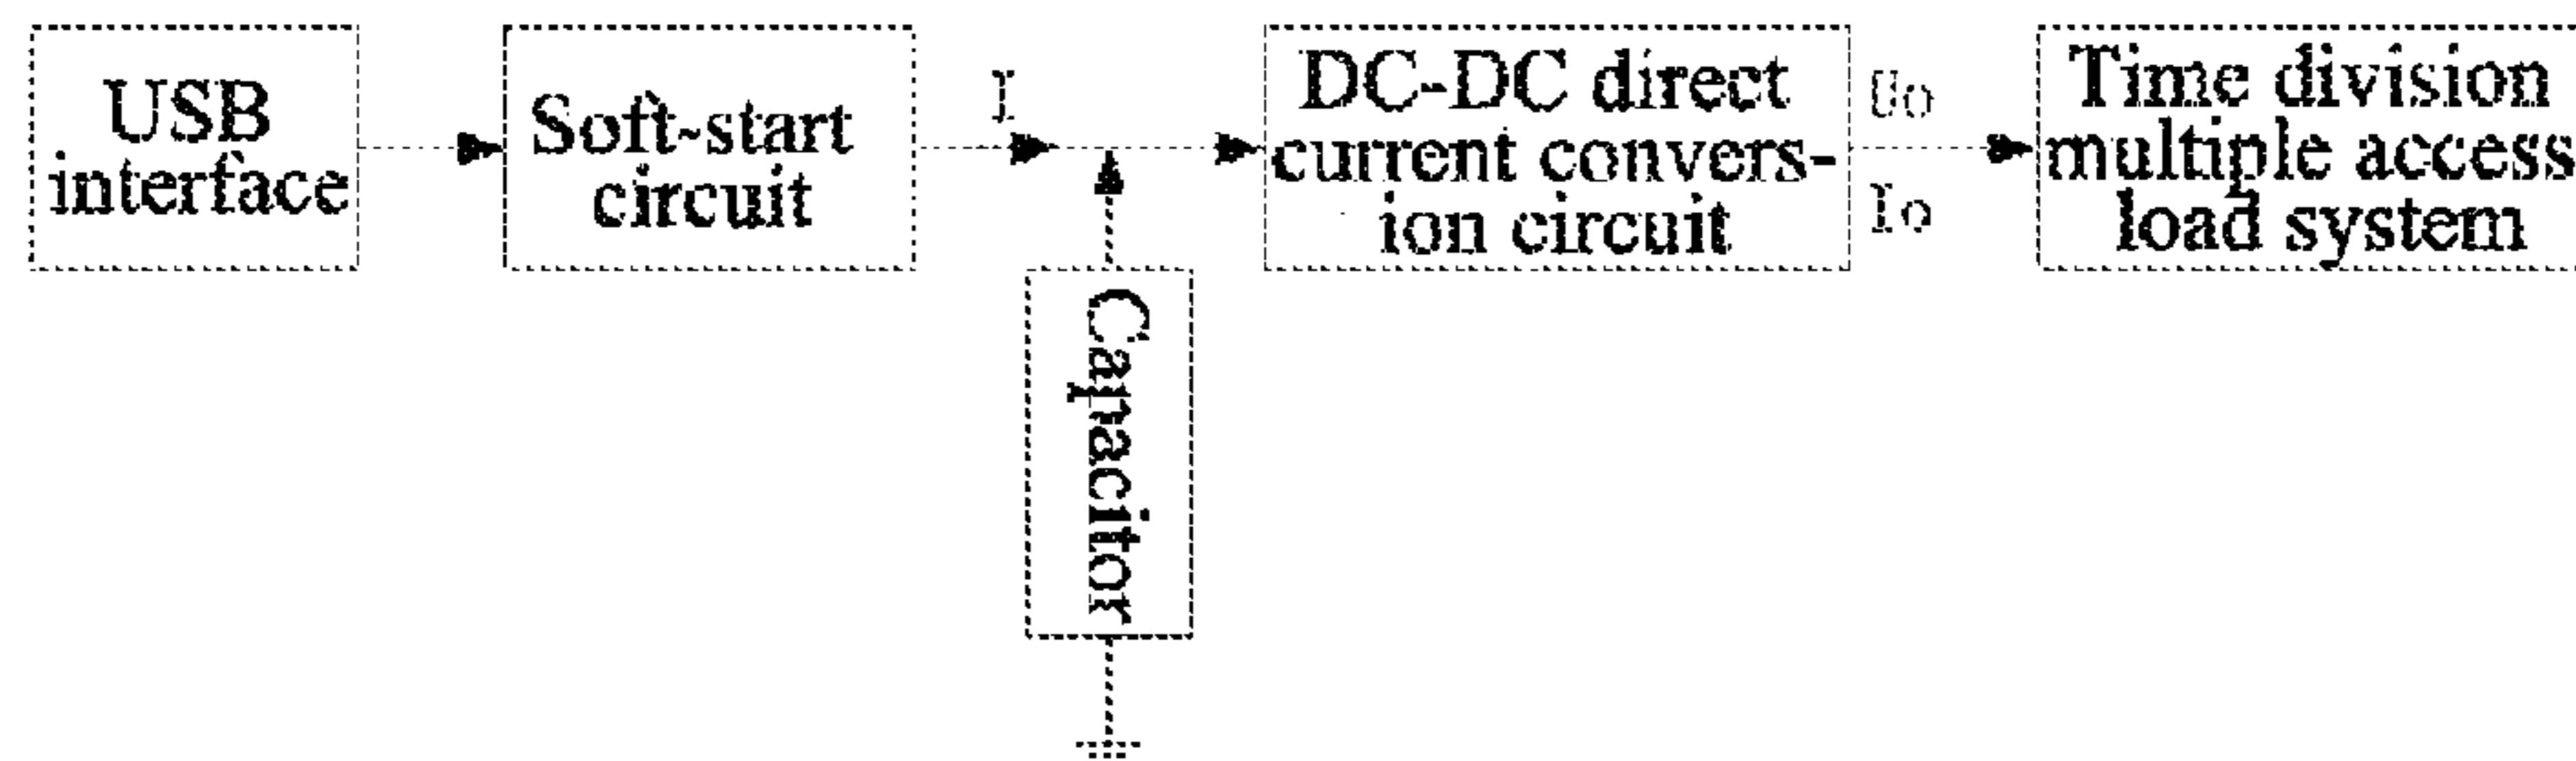 USB
interface
Soft-start
circuit
I
DC-DC direct
current convers-
ion circuit
Uo
Io
Time division
multiple access
load system
Capacitor